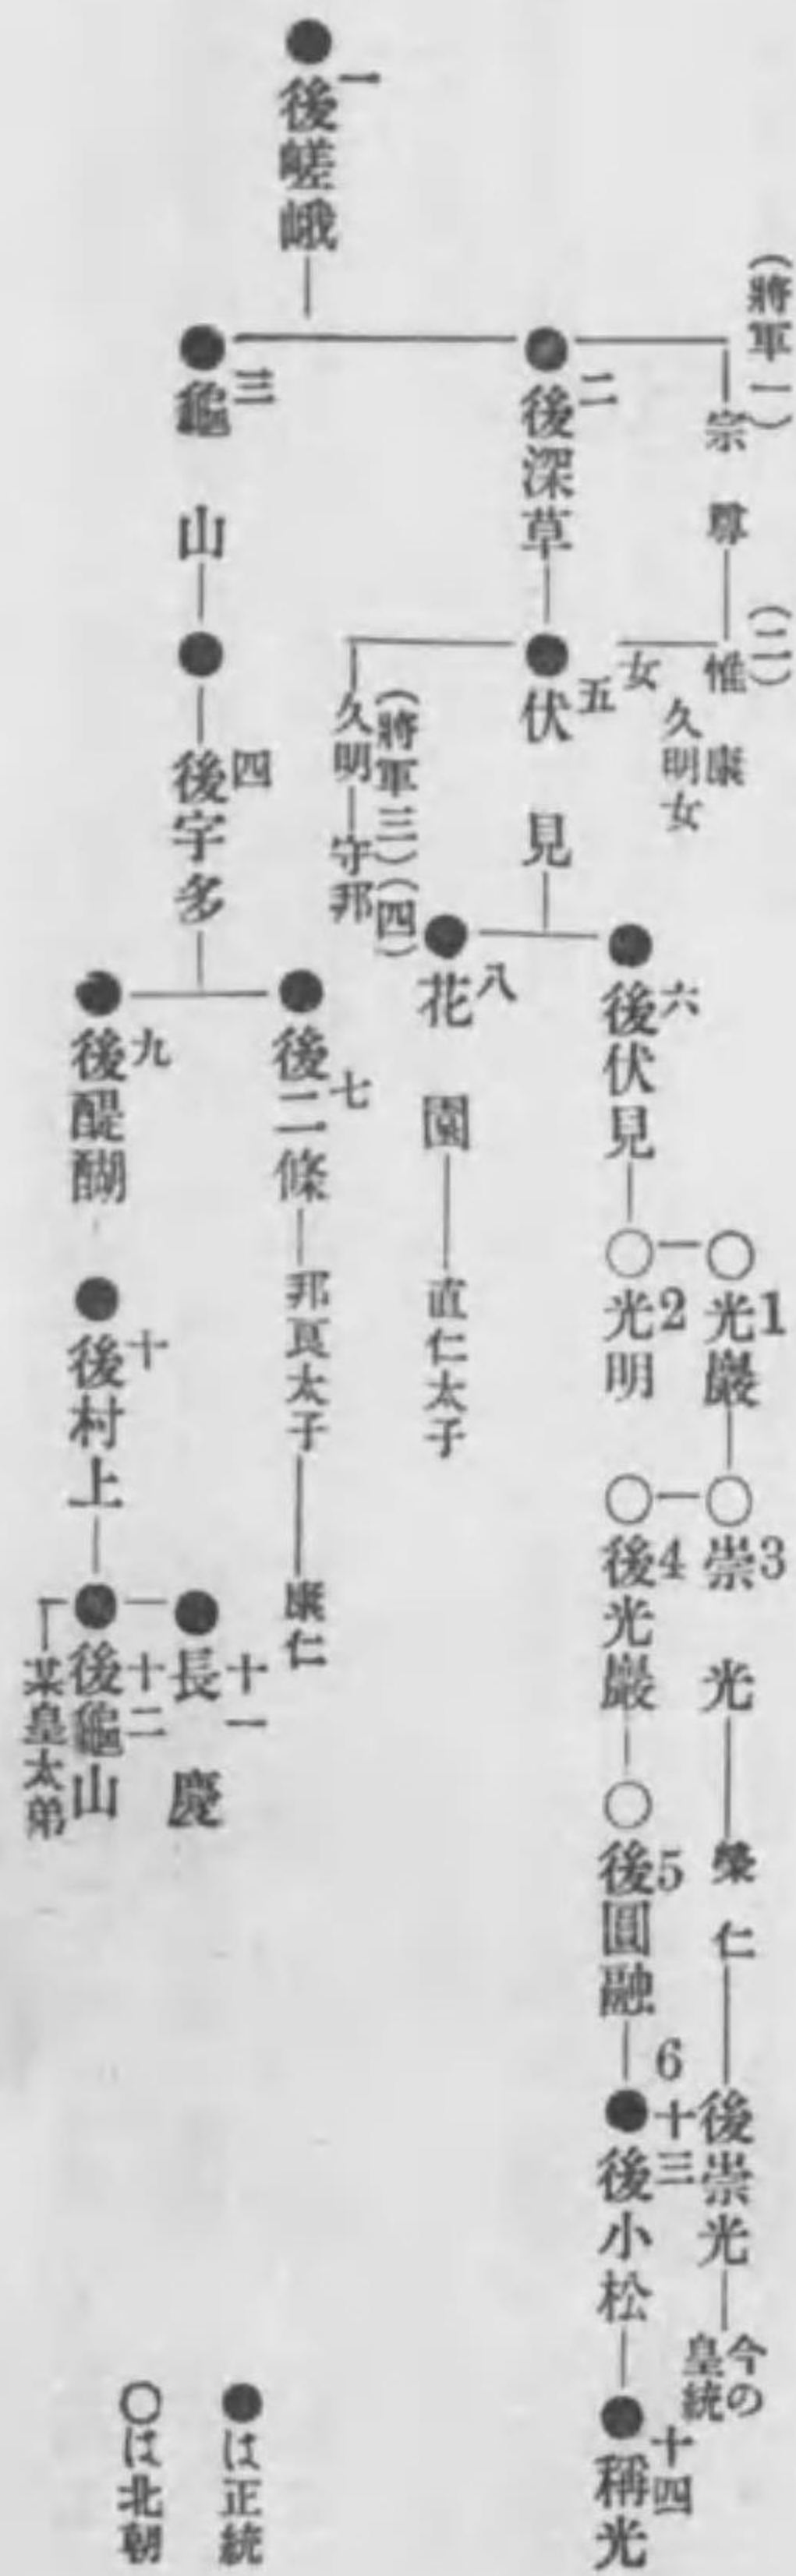 ●後嵯峨 一
(將軍一)
宗尊
(二)
惟康
女 久明女
●後深草 二
●伏見 五
久明―守邦
(將軍三)(四)
●後伏見 六
○光巖 1
○崇光 3
榮仁
後崇光
今の皇統
○光明 2
○後光巖 4
○後圓融 5
●後小松 6 十三
●稱光 十四
●花園 八
直仁太子
●龜山 三
●後宇多 四
●後二條 七
邦良太子
康仁
●後醍醐 九
●後村上 十
●長慶 十一
●後龜山 十二
某皇太弟
●は正統
○は北朝